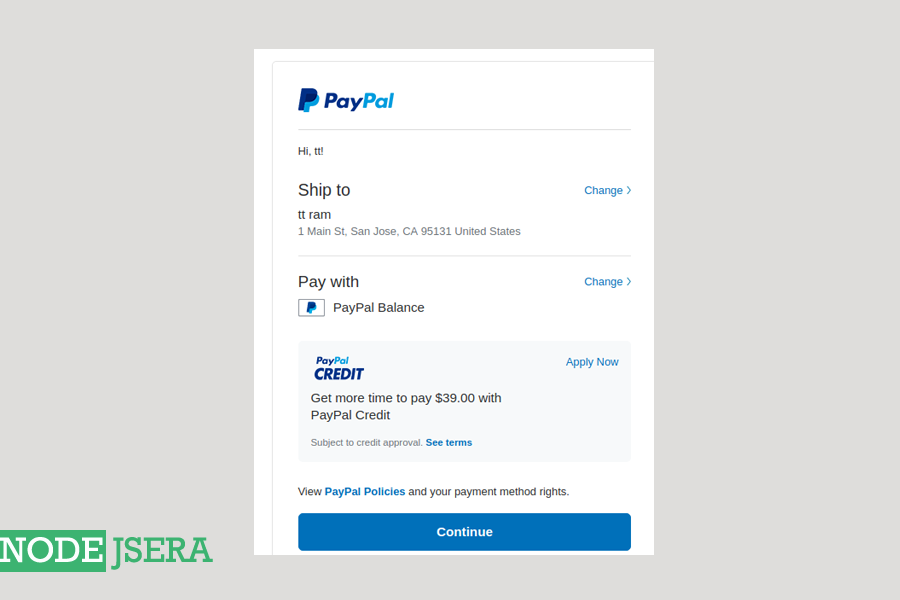 PayPal
Hi, tt!
Ship to
Change >
tt ram
1 Main St, San Jose, CA 95131 United States
Pay with
Change >
PayPal Balance
PayPal
CREDIT
Apply Now
Get more time to pay $39.00 with
PayPal Credit
Subject to credit approval. See terms
View PayPal Policies and your payment method rights.
Continue
NODEJSERA